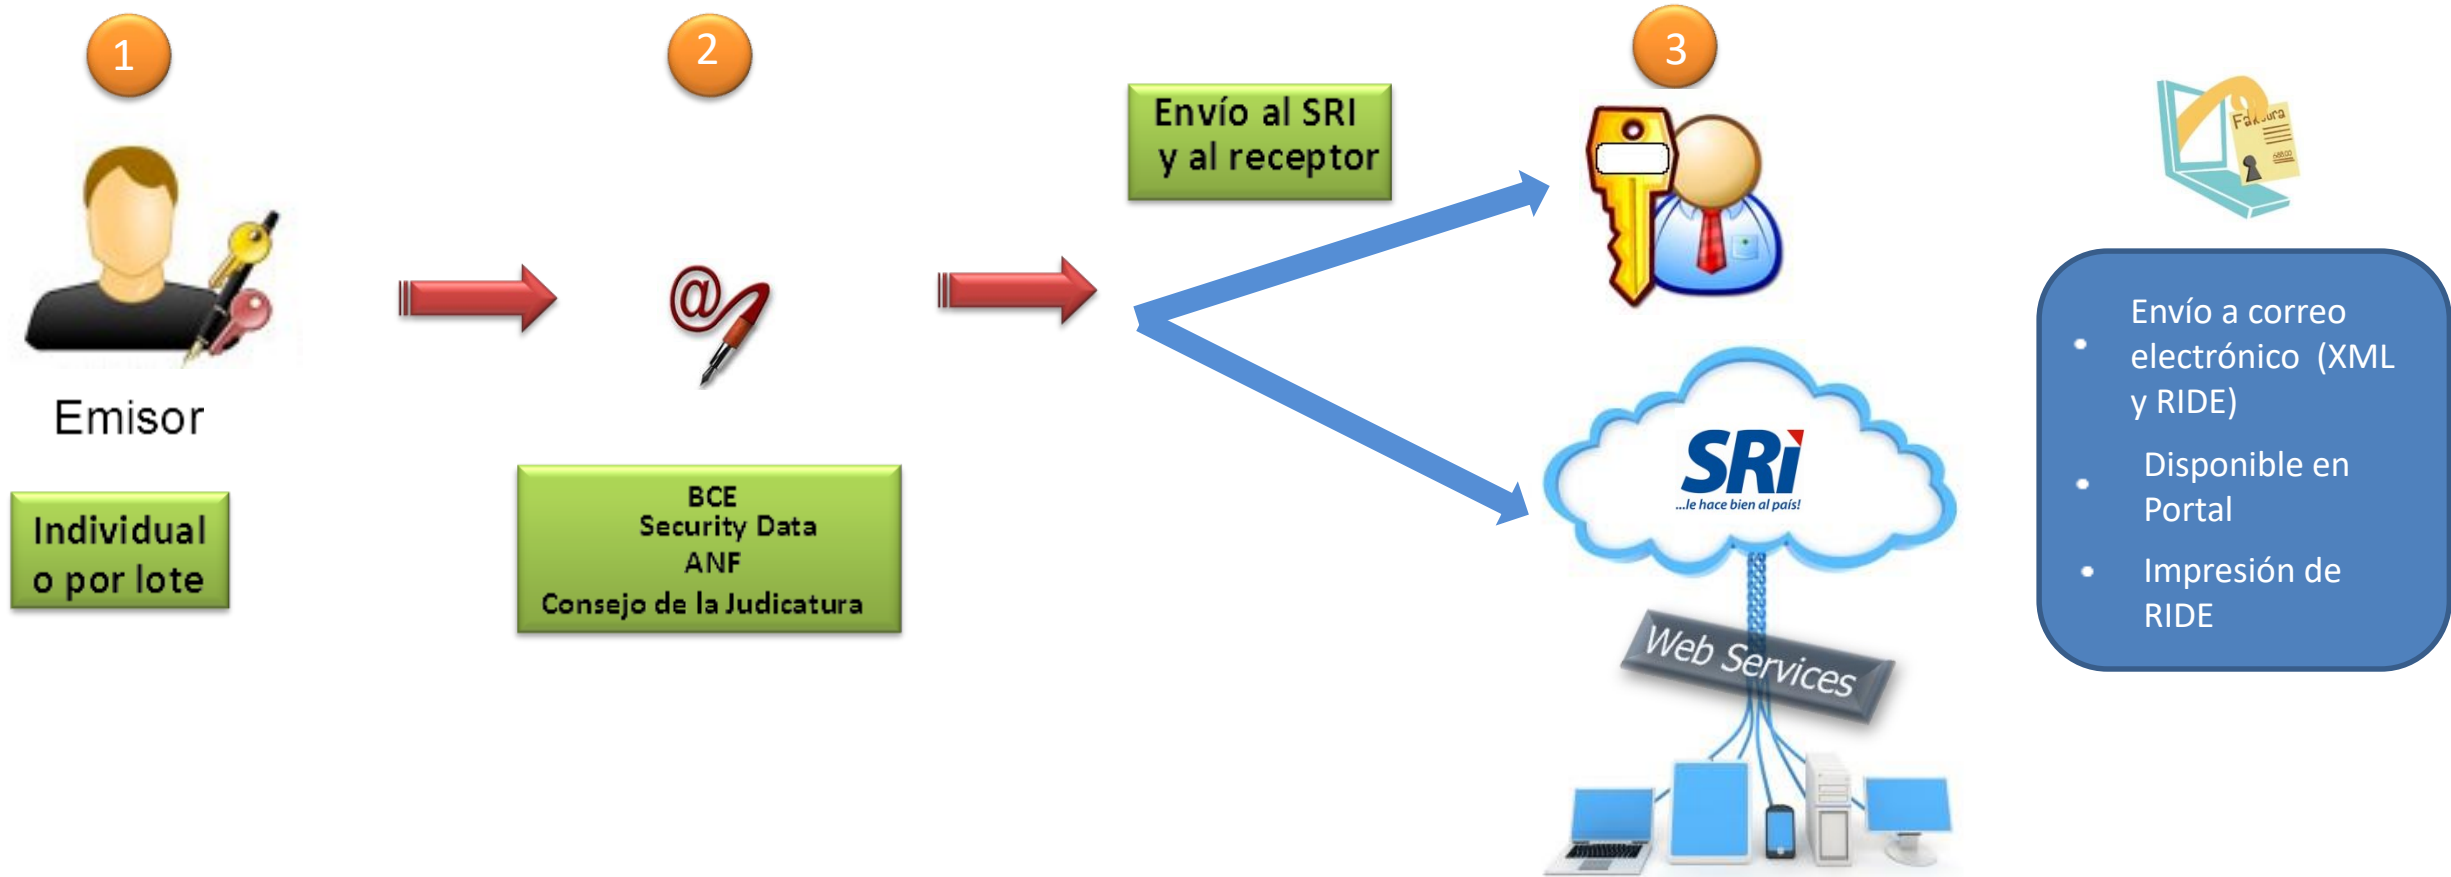 1
2
3
Envío al SRI
y al receptor
Emisor
Individual
o por lote
BCE
Security Data
ANF
Consejo de la Judicatura
SRi
...le hace bien al país!
Web Services
Envío a correo
electrónico (XML
y RIDE)
Disponible en
Portal
Impresión de
RIDE